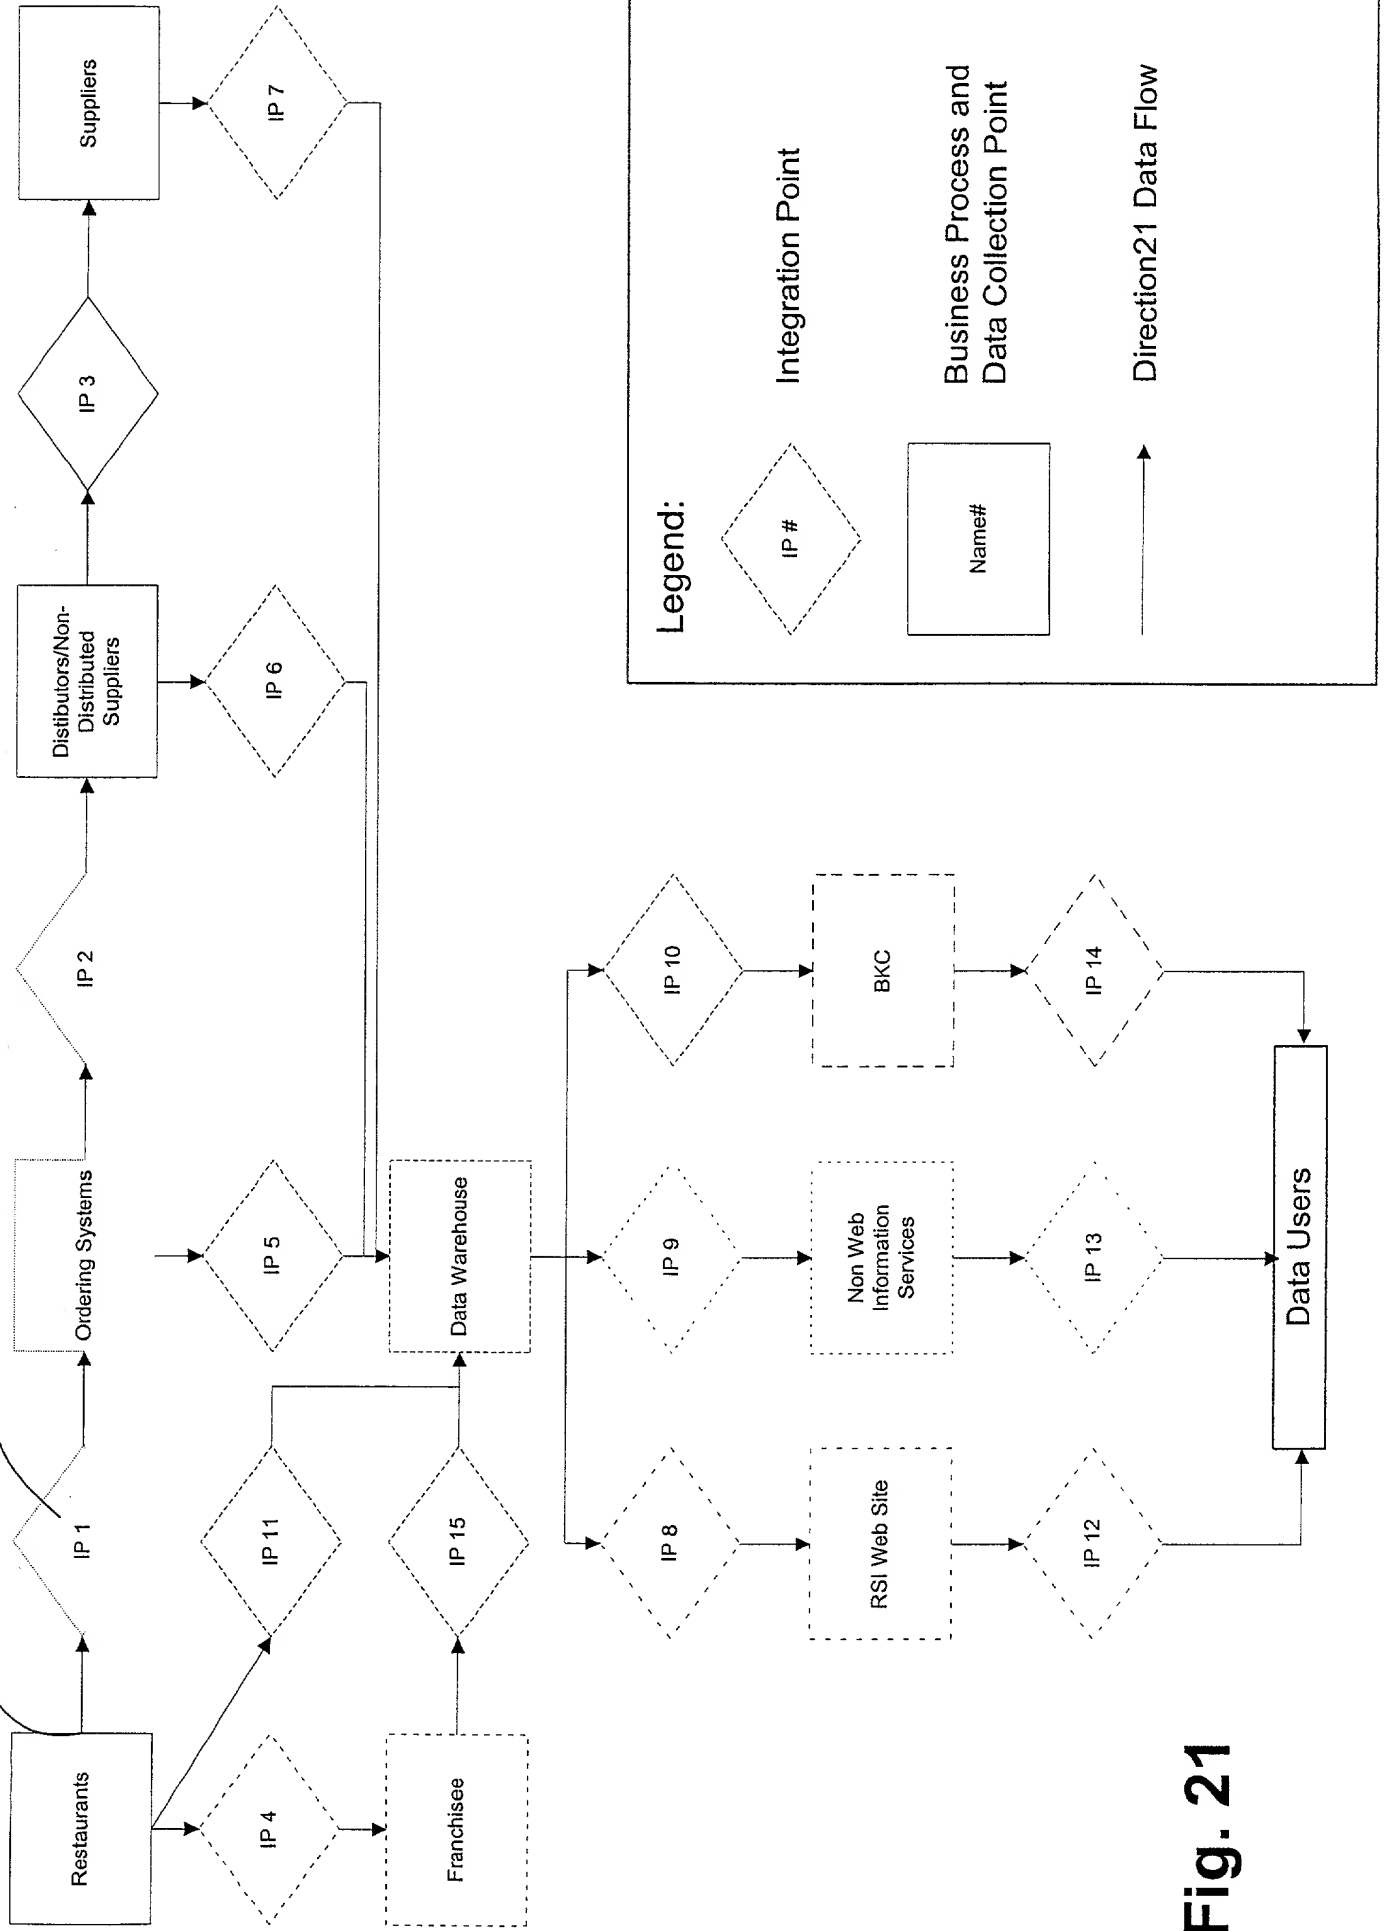 Restaurants
IP 1
Ordering Systems
IP 2
Distibutors/Non-
Distributed
Suppliers
IP 3
Suppliers
IP 4
IP 11
IP 5
IP 6
IP 7
Franchisee
IP 15
Data Warehouse
IP 8
IP 9
IP 10
RSI Web Site
Non Web
Information
Services
BKC
IP 12
IP 13
IP 14
Data Users
Legend:
IP #
Integration Point
Name#
Business Process and
Data Collection Point
Direction21 Data Flow
Fig. 21